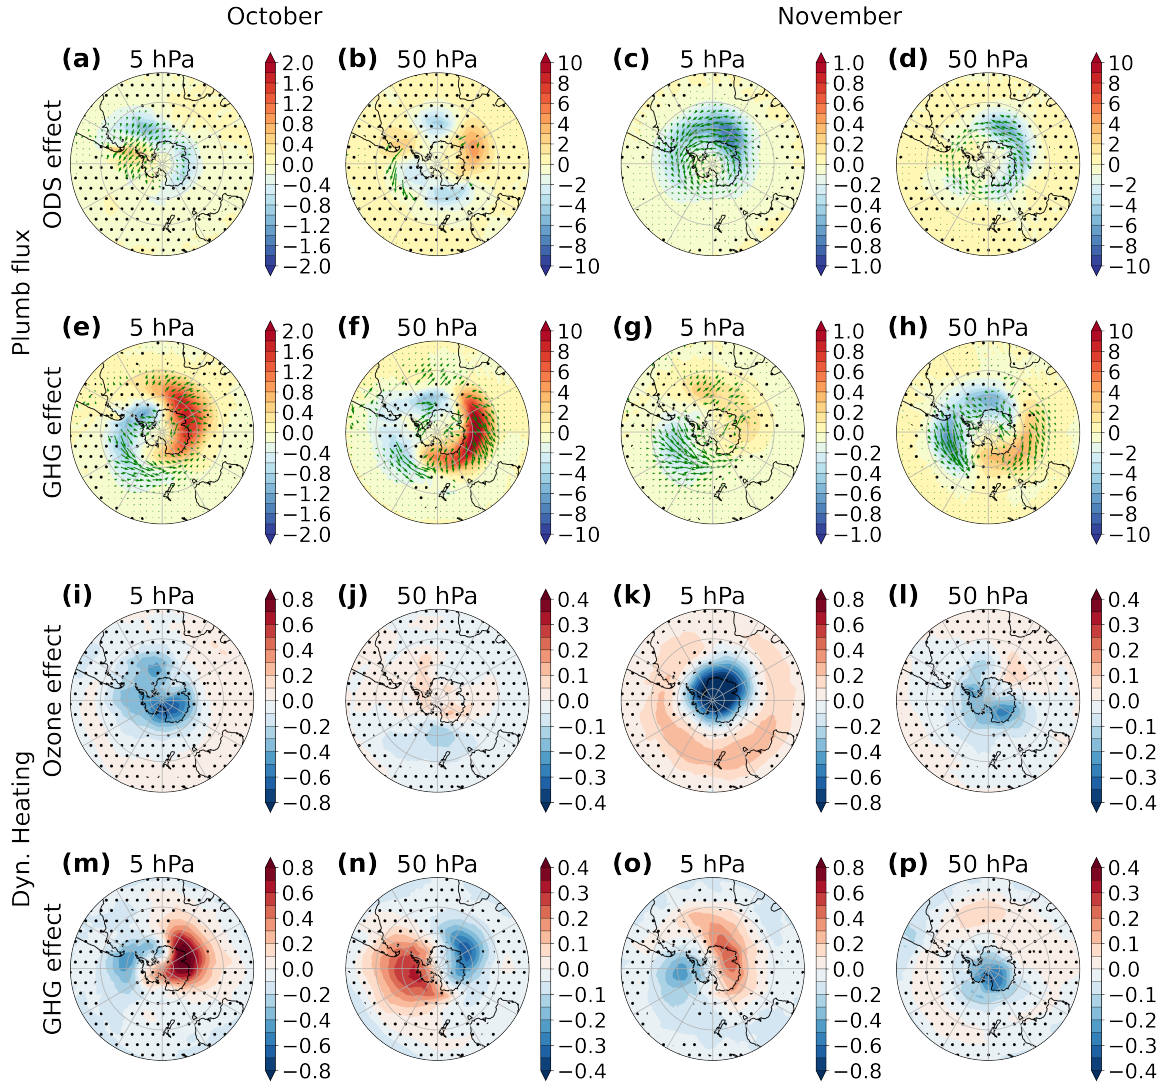 October November
(a) 5 hPa (b) 50 hPa (c) 5 hPa (d) 50 hPa
2.0 10 1.0 10
1.6 8 0.8 8
1.2 6 0.6 6
0.8 4 0.4 4
0.4 2 0.2 2
0.0 0 0.0 0
−0.4 −2 −0.2 −2
−0.8 −4 −0.4 −4
−1.2 −6 −0.6 −6
−1.6 −8 −0.8 −8
−2.0 −10 −1.0 −10
ODS effect
Plumb flux
(e) 5 hPa (f) 50 hPa (g) 5 hPa (h) 50 hPa
2.0 10 1.0 10
1.6 8 0.8 8
1.2 6 0.6 6
0.8 4 0.4 4
0.4 2 0.2 2
0.0 0 0.0 0
−0.4 −2 −0.2 −2
−0.8 −4 −0.4 −4
−1.2 −6 −0.6 −6
−1.6 −8 −0.8 −8
−2.0 −10 −1.0 −10
GHG effect
(i) 5 hPa (j) 50 hPa (k) 5 hPa (l) 50 hPa
0.8 0.4 0.8 0.4
0.6 0.3 0.6 0.3
0.4 0.2 0.4 0.2
0.2 0.1 0.2 0.1
0.0 0.0 0.0 0.0
−0.2 −0.1 −0.2 −0.1
−0.4 −0.2 −0.4 −0.2
−0.6 −0.3 −0.6 −0.3
−0.8 −0.4 −0.8 −0.4
Ozone effect
Dyn. Heating
(m) 5 hPa (n) 50 hPa (o) 5 hPa (p) 50 hPa
0.8 0.4 0.8 0.4
0.6 0.3 0.6 0.3
0.4 0.2 0.4 0.2
0.2 0.1 0.2 0.1
0.0 0.0 0.0 0.0
−0.2 −0.1 −0.2 −0.1
−0.4 −0.2 −0.4 −0.2
−0.6 −0.3 −0.6 −0.3
−0.8 −0.4 −0.8 −0.4
GHG effect